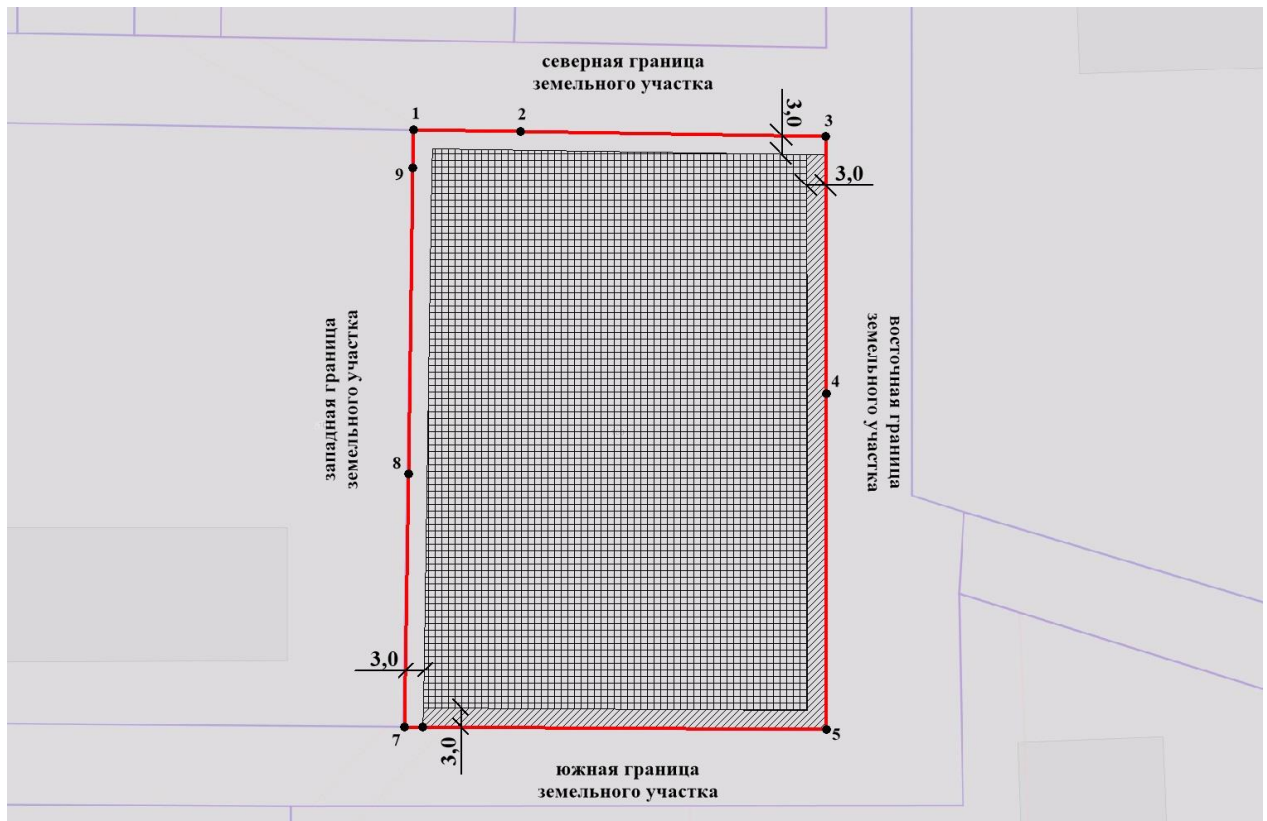 северная граница
земельного участка
1
2
3,0
3
9
3,0
западная граница
земельного участка
восточная граница
земельного участка
4
8
3,0
7
3,0
5
южная граница
земельного участка